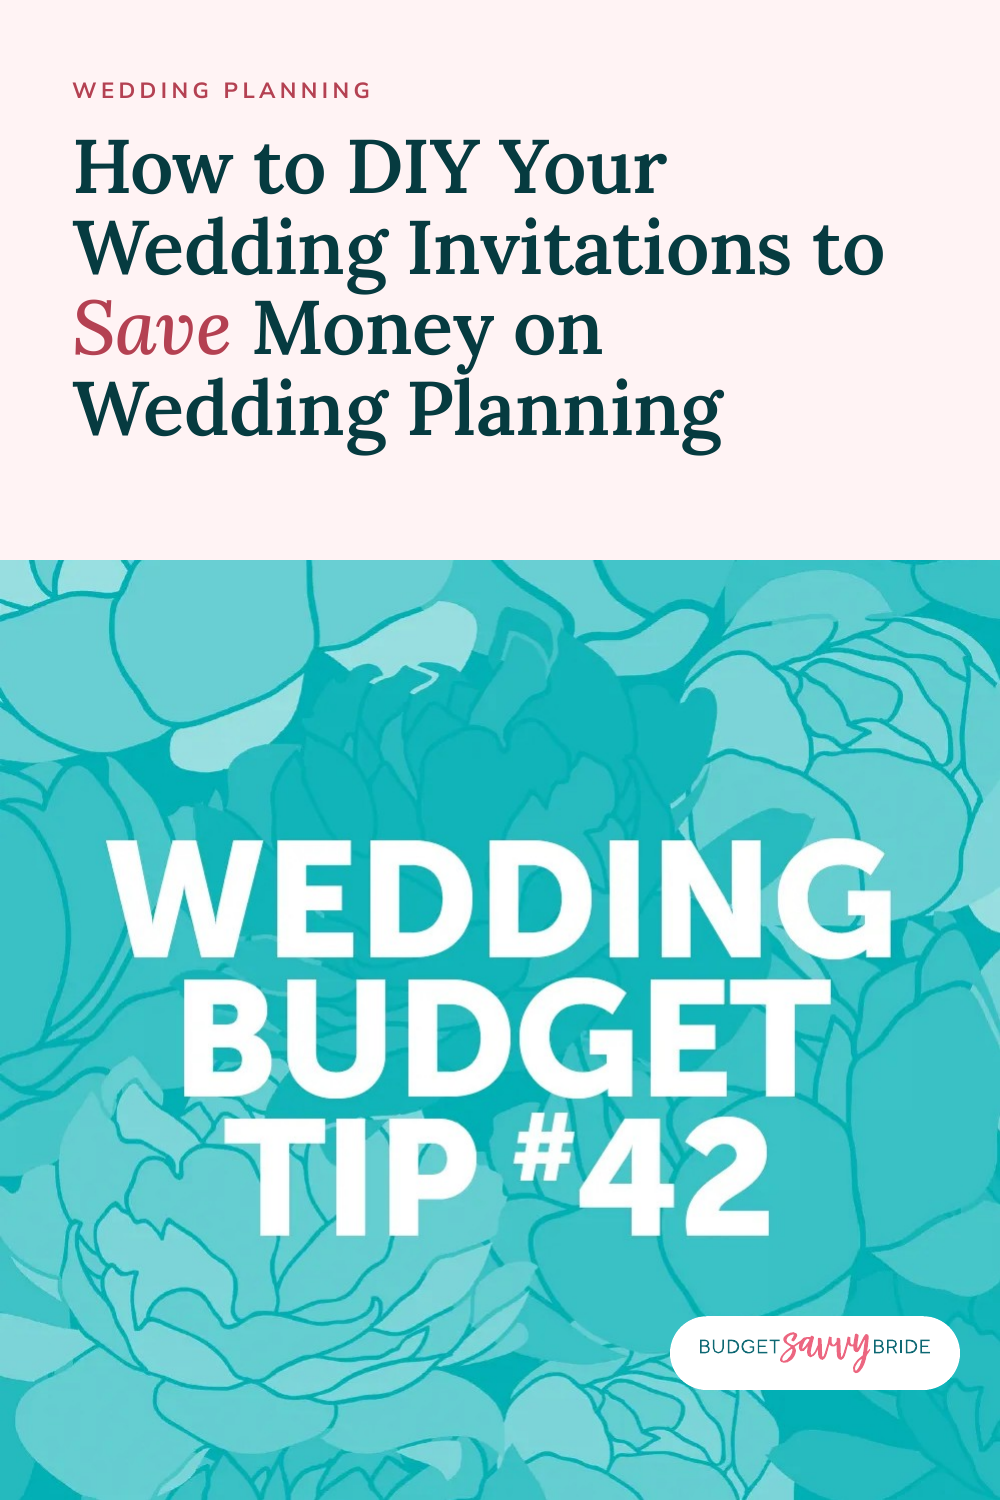 WEDDING PLANNING
How to DIY Your
Wedding Invitations to
Save Money on
Wedding Planning
WEDDING
BUDGET
TIP #42
BUDGET savvy BRIDE